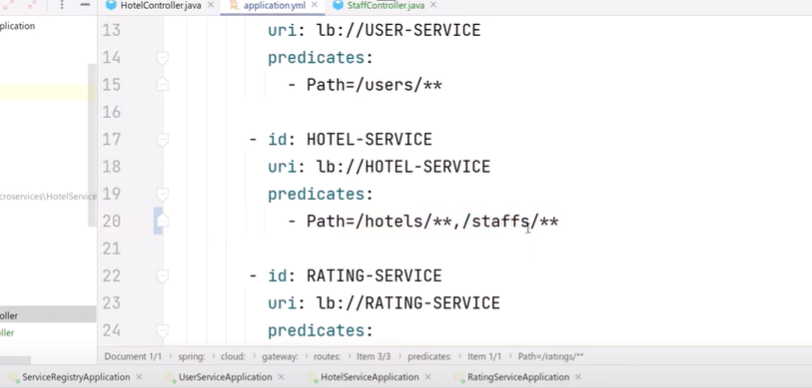 HotelController.java × application.yml × StaffController.java ×
plication
13 uri: lb://USER-SERVICE
14 predicates:
15 - Path=/users/**
16
17 - id: HOTEL-SERVICE
18 uri: lb://HOTEL-SERVICE
croservices\HotelService
19 predicates:
20 - Path=/hotels/**,/staffs/**
21
22 - id: RATING-SERVICE
23 uri: lb://RATING-SERVICE
oller
24 predicates:
ller
Document 1/1 › spring: › cloud: › gateway: › routes: › Item 3/3 › predicates: › Item 1/1 › Path=/ratings/**
ServiceRegistryApplication × UserServiceApplication × HotelServiceApplication × RatingServiceApplication ×